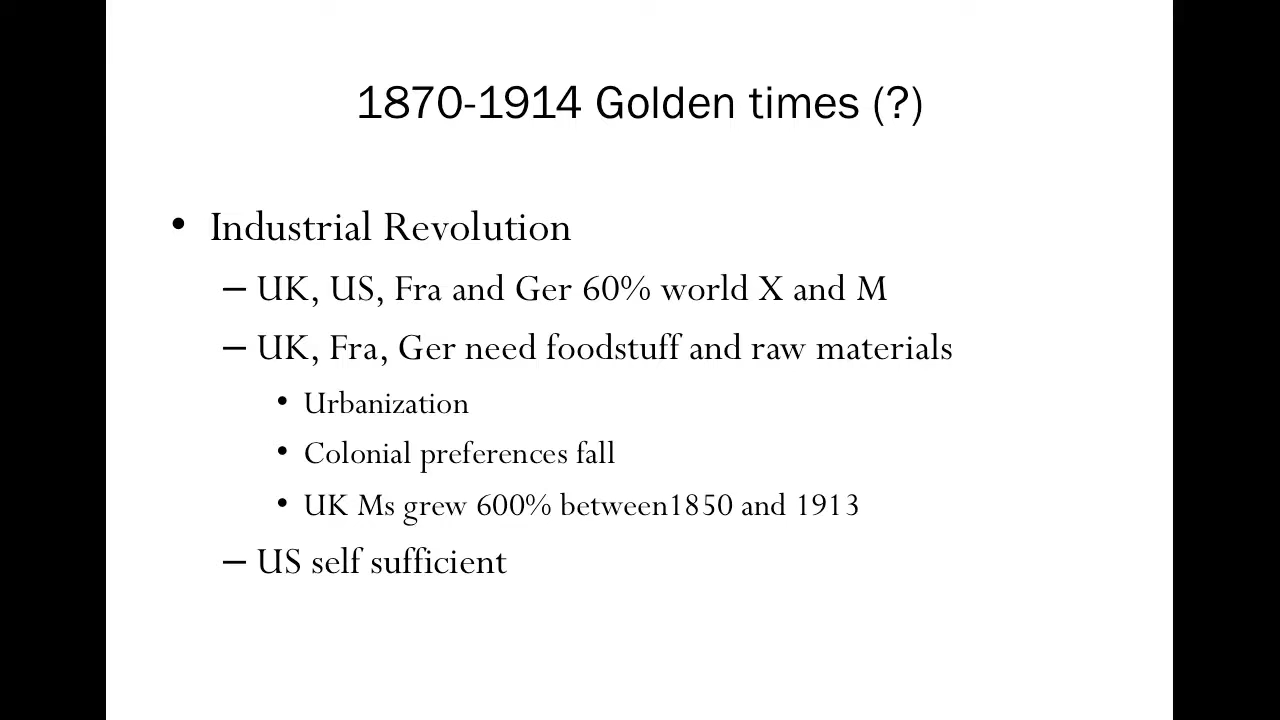 1870-1914 Golden times (?)
• Industrial Revolution
– UK, US, Fra and Ger 60% world X and M
– UK, Fra, Ger need foodstuff and raw materials
• Urbanization
• Colonial preferences fall
• UK Ms grew 600% between1850 and 1913
– US self sufficient